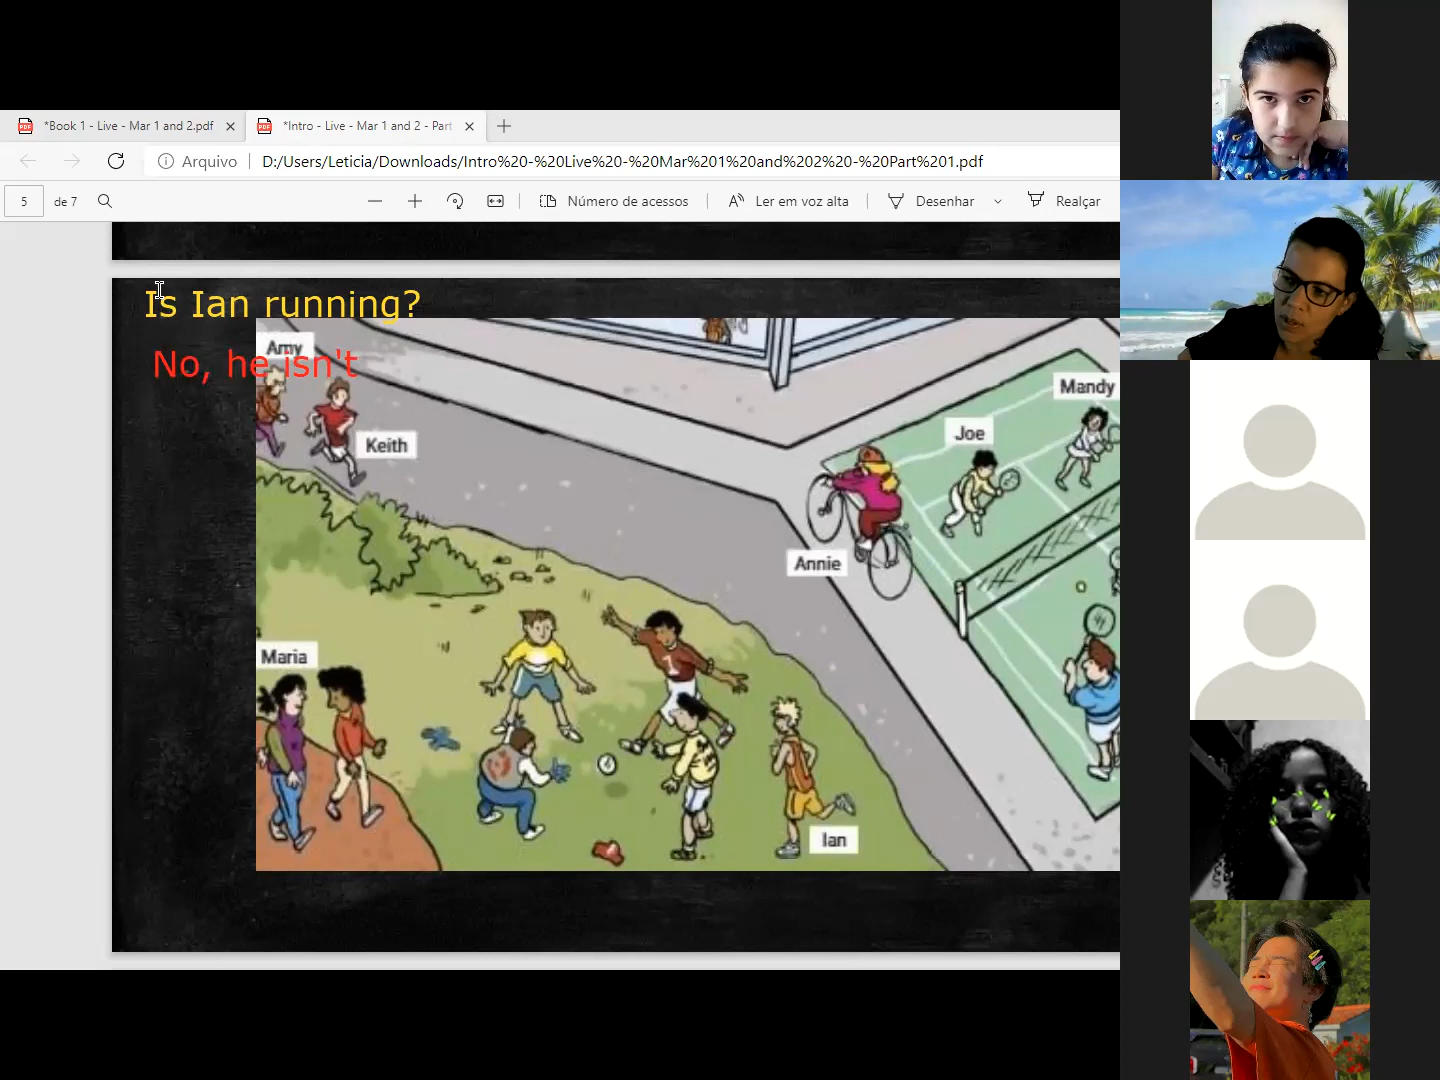 *Book 1 - Live - Mar 1 and 2.pdf
*Intro - Live - Mar 1 and 2 - Part
Arquivo D:/Users/Leticia/Downloads/Intro%20-%20Live%20-%20Mar%201%20and%202%20-%20Part%201.pdf
5 de 7
Número de acessos
Ler em voz alta
Desenhar
Realçar
Is Ian running?
No, he isn't
Amy
Mandy
Joe
Keith
Annie
Maria
Ian